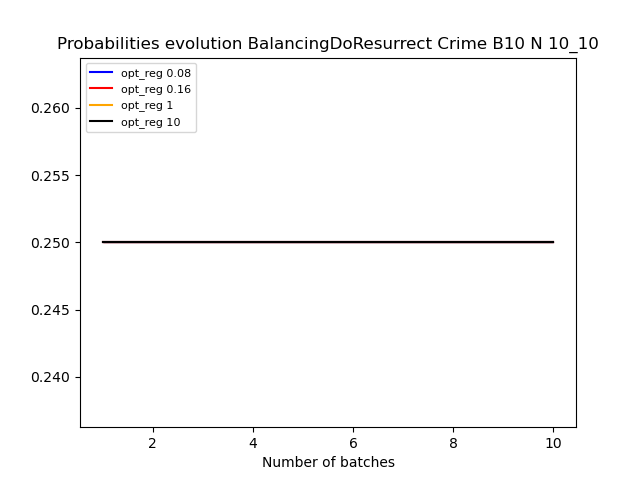 Probabilities evolution BalancingDoResurrect Crime B10 N 10_10
opt_reg 0.08
opt_reg 0.16
opt_reg 1
opt_reg 10
0.260
0.255
0.250
0.245
0.240
2 4 6 8 10
Number of batches